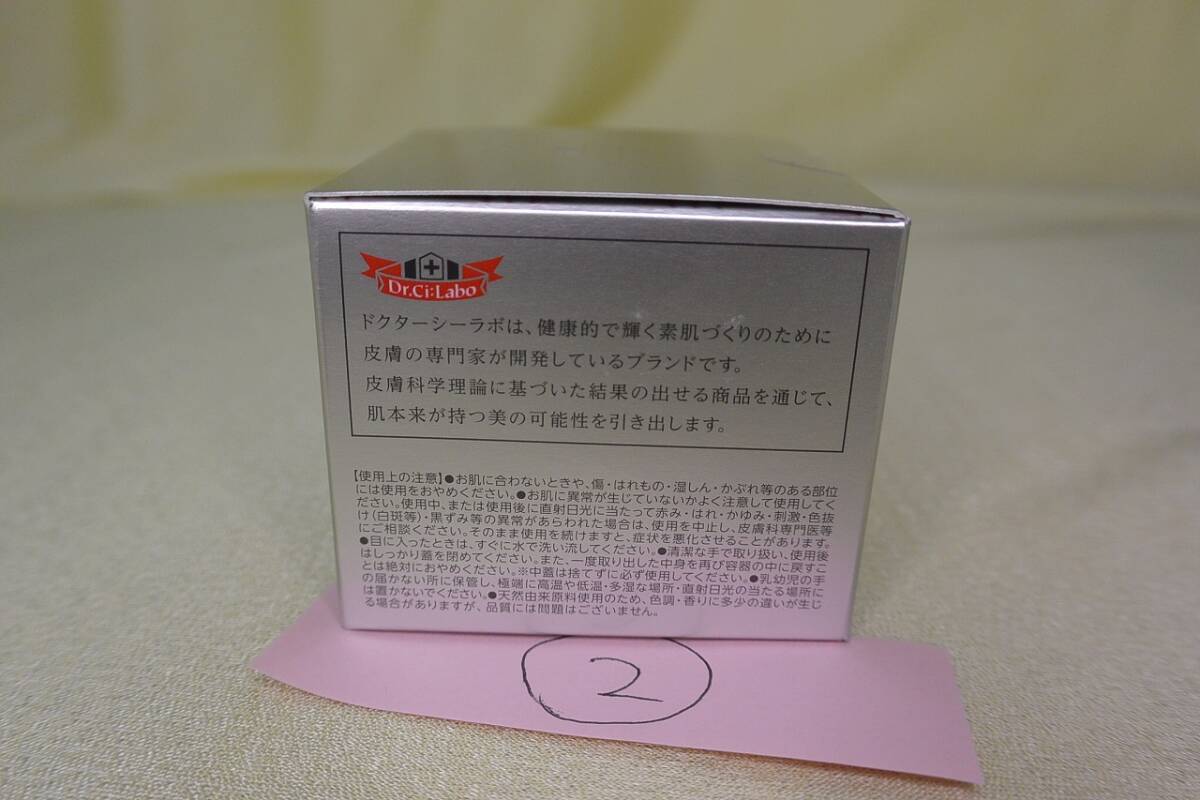 Dr.Ci:Labo
ドクターシーラボは、健康的で輝く素肌づくりのために
皮膚の専門家が開発しているブランドです。
皮膚科学理論に基づいた結果の出せる商品を通じて、
肌本来が持つ美の可能性を引き出します。
【使用上の注意】●お肌に合わないときや、傷・はれもの・湿しん・かぶれ等のある部位
には使用をおやめください。●お肌に異常が生じていないかよく注意して使用してく
ださい。使用中、または使用後に直射日光に当たって赤み・はれ・かゆみ・刺激・色抜
け(白斑等)・黒ずみ等の異常があらわれた場合は、使用を中止し、皮膚科専門医等
にご相談ください。そのまま使用を続けますと、症状を悪化させることがあります。
●目に入ったときは、すぐに水で洗い流してください。●清潔な手で取り扱い、使用後
はしっかり蓋を閉めてください。また、一度取り出した中身を再び容器の中に戻すこ
とは絶対におやめください。※中蓋は捨てずに必ず使用してください。●乳幼児の手
の届かない所に保管し、極端に高温や低温・多湿な場所・直射日光の当たる場所に
は置かないでください。●天然由来原料使用のため、色調・香りに多少の違いが生じ
る場合がありますが、品質には問題はございません。
2